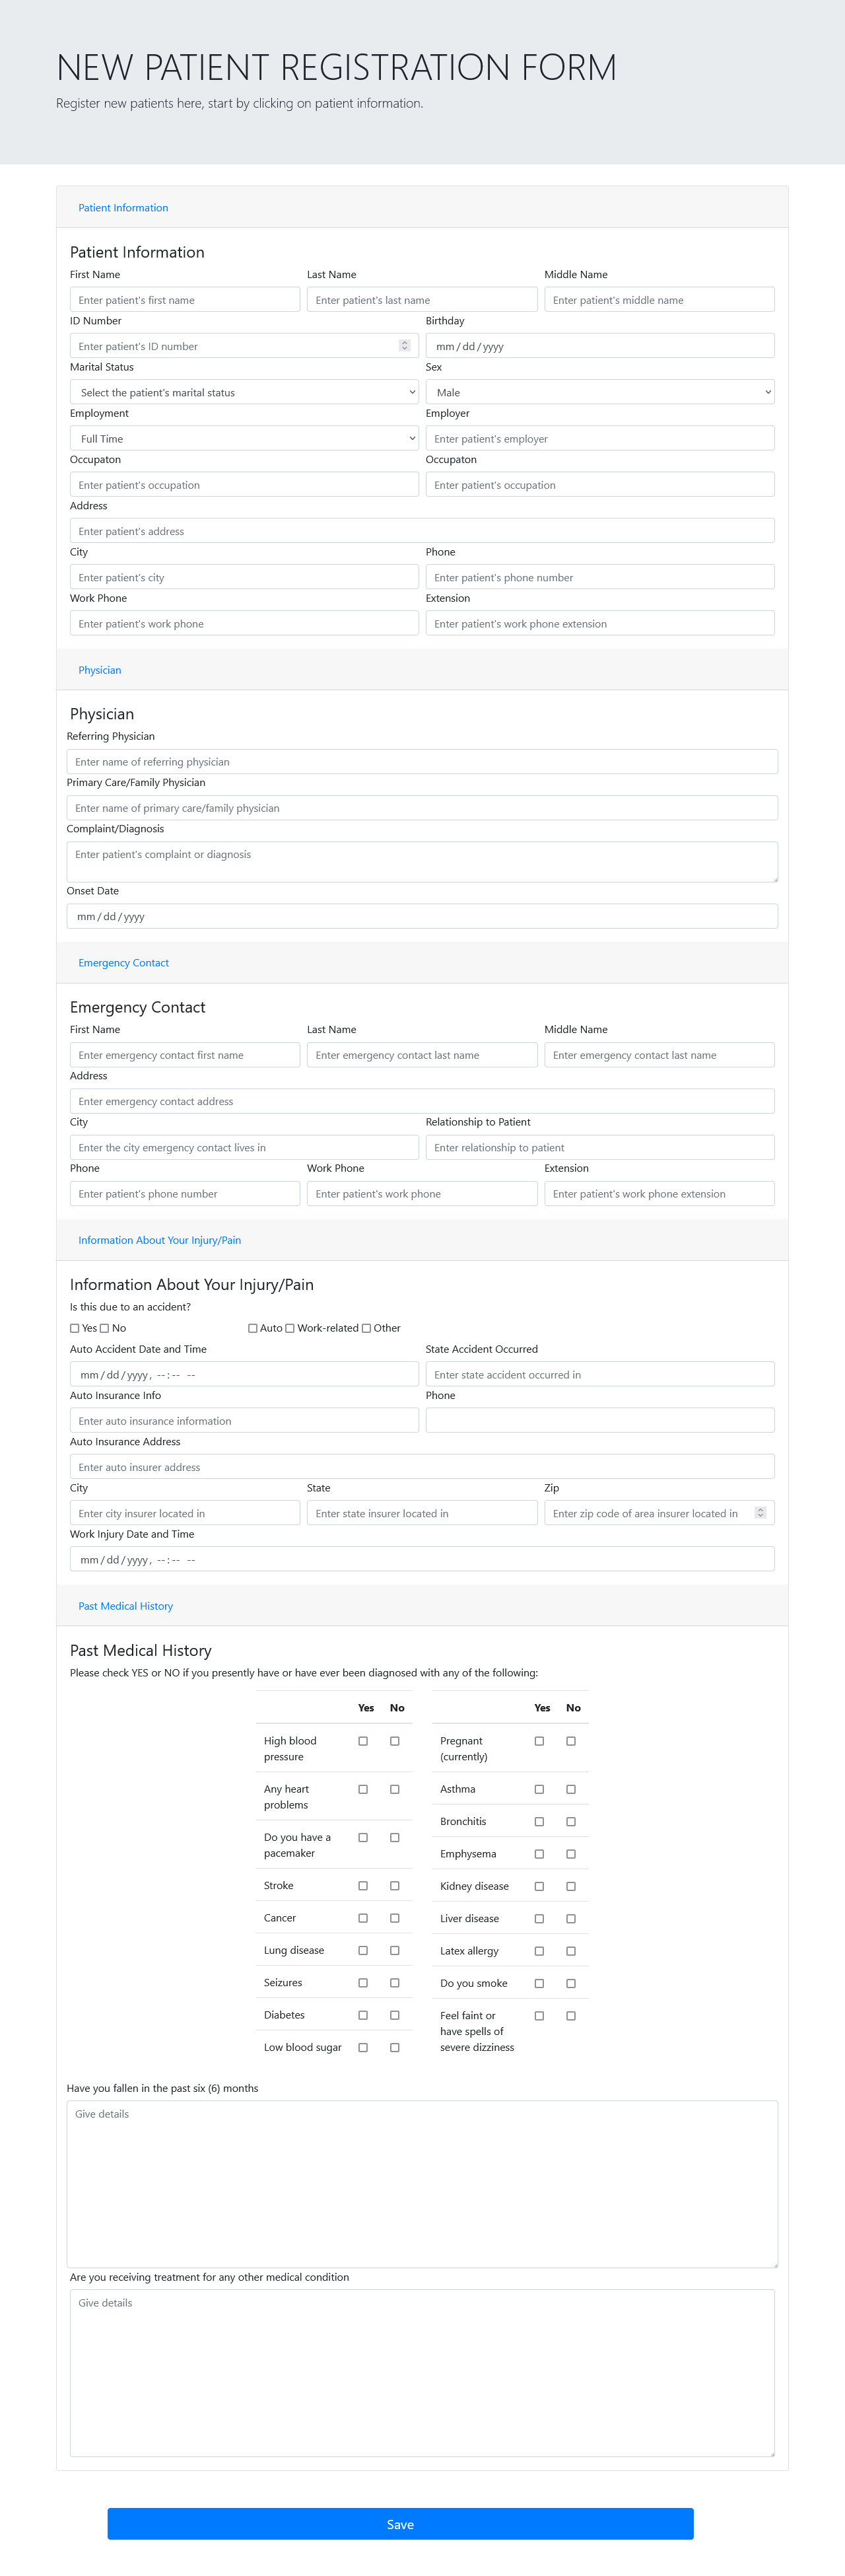 NEW PATIENT REGISTRATION FORM
Register new patients here, start by clicking on patient information.
Patient Information
Patient Information
First Name Last Name Middle Name
Enter patient's first name Enter patient's last name Enter patient's middle name
ID Number Birthday
Enter patient's ID number mm/dd/yyyy
Marital Status Sex
Select the patient's marital status Male
Employment Employer
Full Time Enter patient's employer
Occupaton Occupaton
Enter patient's occupation Enter patient's occupation
Address
Enter patient's address
City Phone
Enter patient's city Enter patient's phone number
Work Phone Extension
Enter patient's work phone Enter patient's work phone extension
Physician
Physician
Referring Physician
Enter name of referring physician
Primary Care/Family Physician
Enter name of primary care/family physician
Complaint/Diagnosis
Enter patient's complaint or diagnosis
Onset Date
mm/dd/yyyy
Emergency Contact
Emergency Contact
First Name Last Name Middle Name
Enter emergency contact first name Enter emergency contact last name Enter emergency contact last name
Address
Enter emergency contact address
City Relationship to Patient
Enter the city emergency contact lives in Enter relationship to patient
Phone Work Phone Extension
Enter patient's phone number Enter patient's work phone Enter patient's work phone extension
Information About Your Injury/Pain
Information About Your Injury/Pain
Is this due to an accident?
Yes No Auto Work-related Other
Auto Accident Date and Time State Accident Occurred
mm/dd/yyyy, --:-- -- Enter state accident occurred in
Auto Insurance Info Phone
Enter auto insurance information
Auto Insurance Address
Enter auto insurer address
City State Zip
Enter city insurer located in Enter state insurer located in Enter zip code of area insurer located in
Work Injury Date and Time
mm/dd/yyyy, --:-- --
Past Medical History
Past Medical History
Please check YES or NO if you presently have or have ever been diagnosed with any of the following:
Yes No
High blood
pressure
Any heart
problems
Do you have a
pacemaker
Stroke
Cancer
Lung disease
Seizures
Diabetes
Low blood sugar
Yes No
Pregnant
(currently)
Asthma
Bronchitis
Emphysema
Kidney disease
Liver disease
Latex allergy
Do you smoke
Feel faint or
have spells of
severe dizziness
Have you fallen in the past six (6) months
Give details
Are you receiving treatment for any other medical condition
Give details
Save